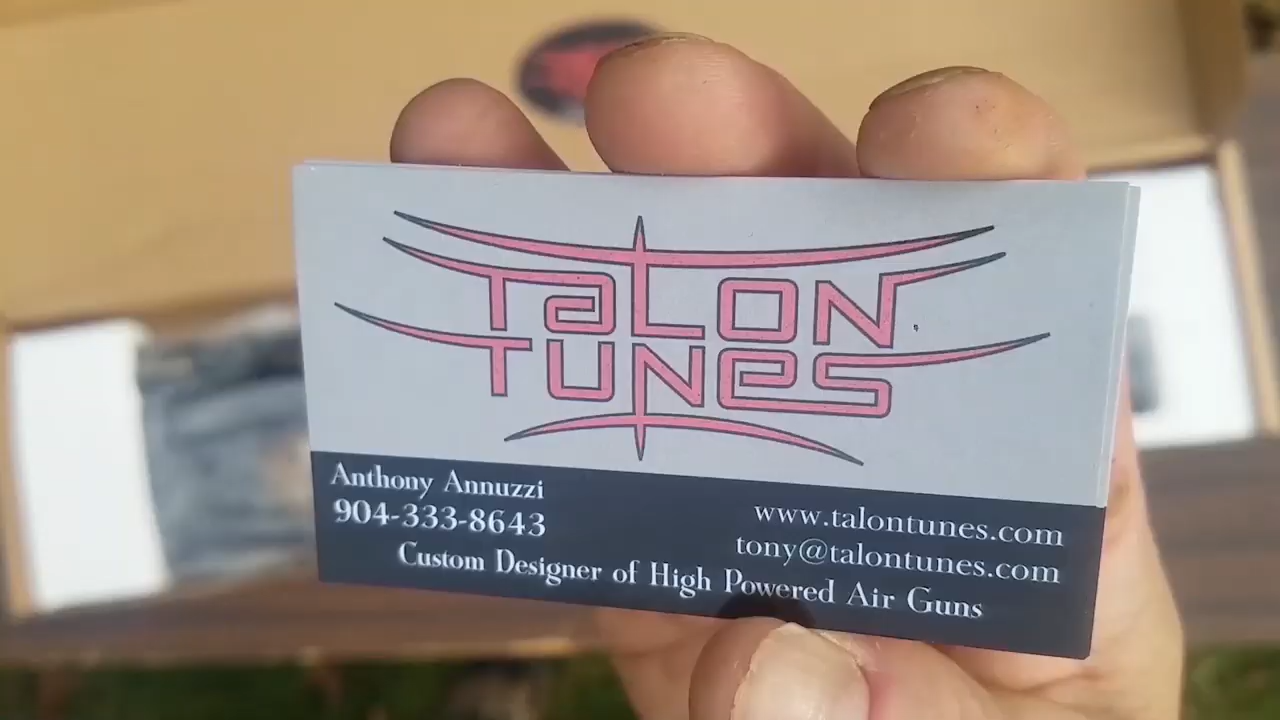 Talon
Tunes
Anthony Annuzzi
904-333-8643
www.talontunes.com
tony@talontunes.com
Custom Designer of High Powered Air Guns